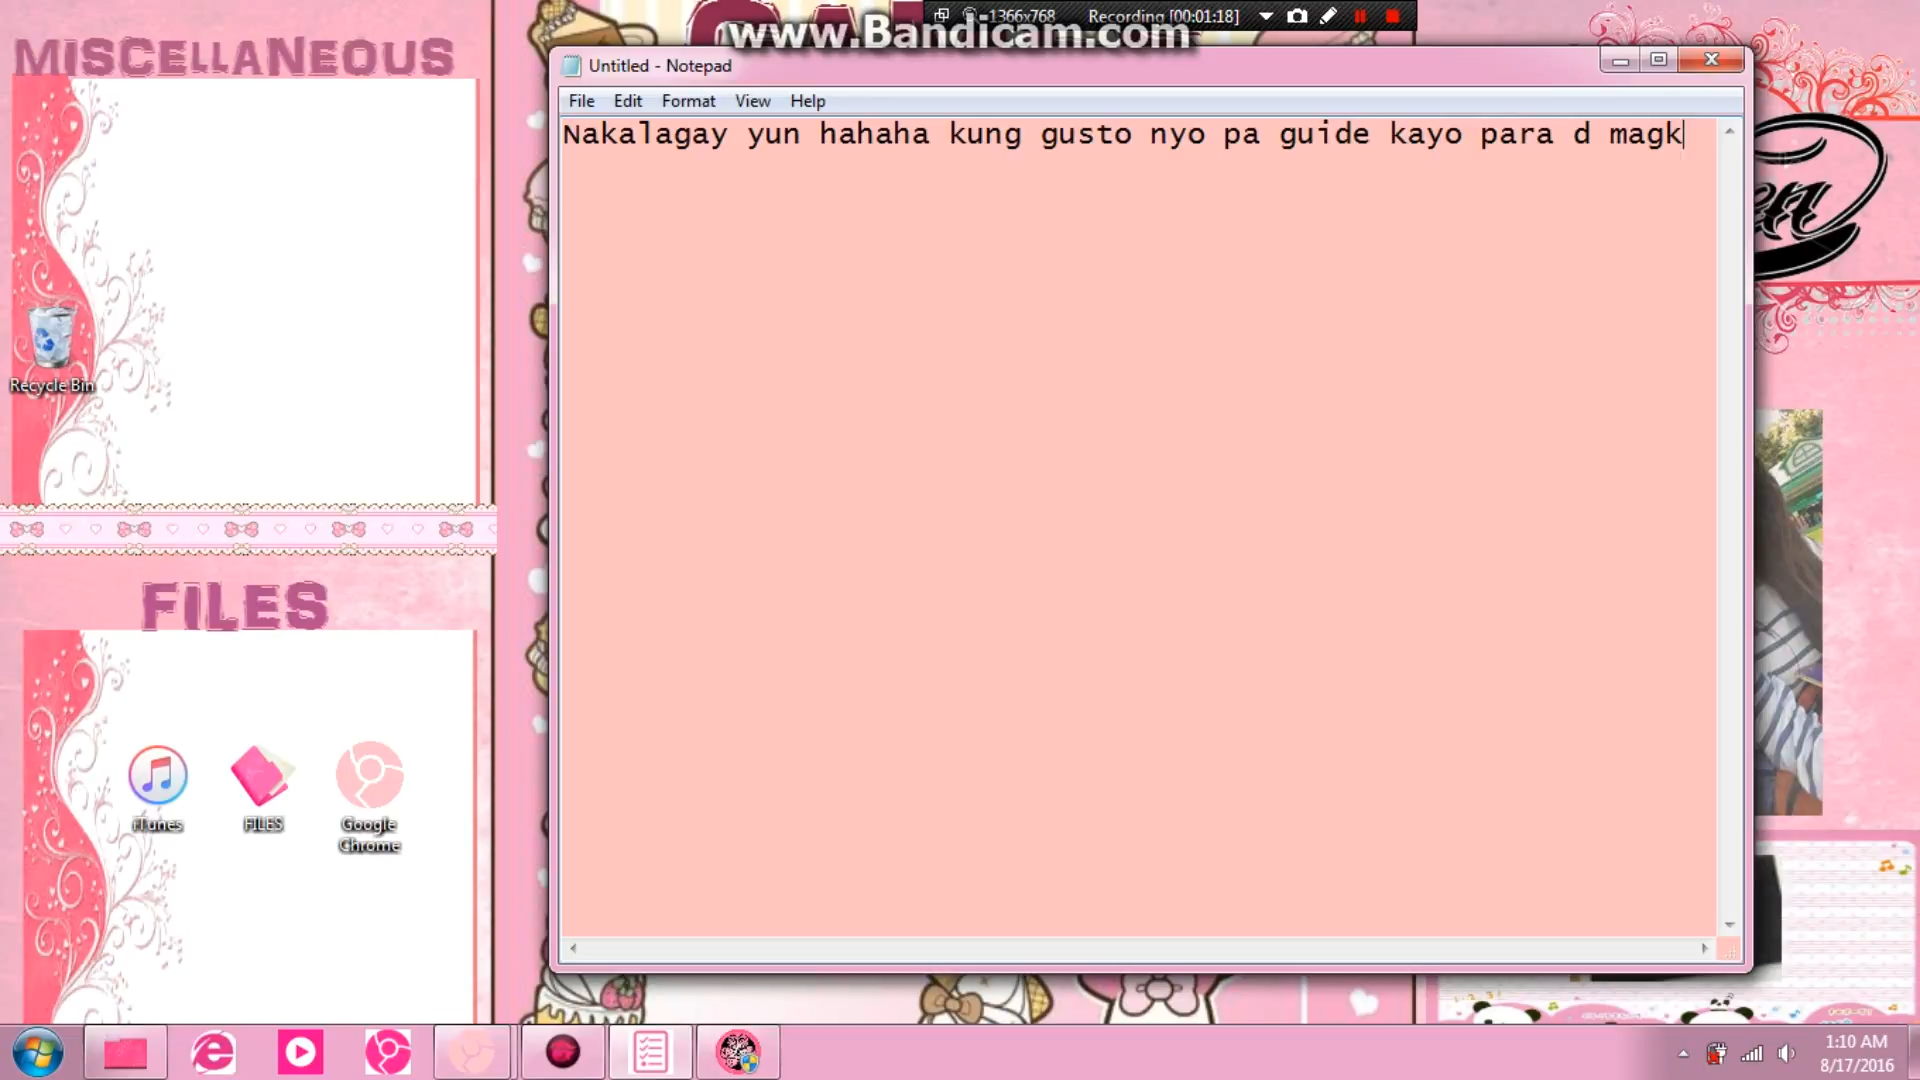 MISCELLANEOUS
1366x768 Recording [00:01:18]
www.Bandicam.com
Untitled - Notepad
File Edit Format View Help
Nakalagay yun hahaha kung gusto nyo pa guide kayo para d magk
Recycle Bin
FILES
iTunes
FILES
Google Chrome
1:10 AM
8/17/2016